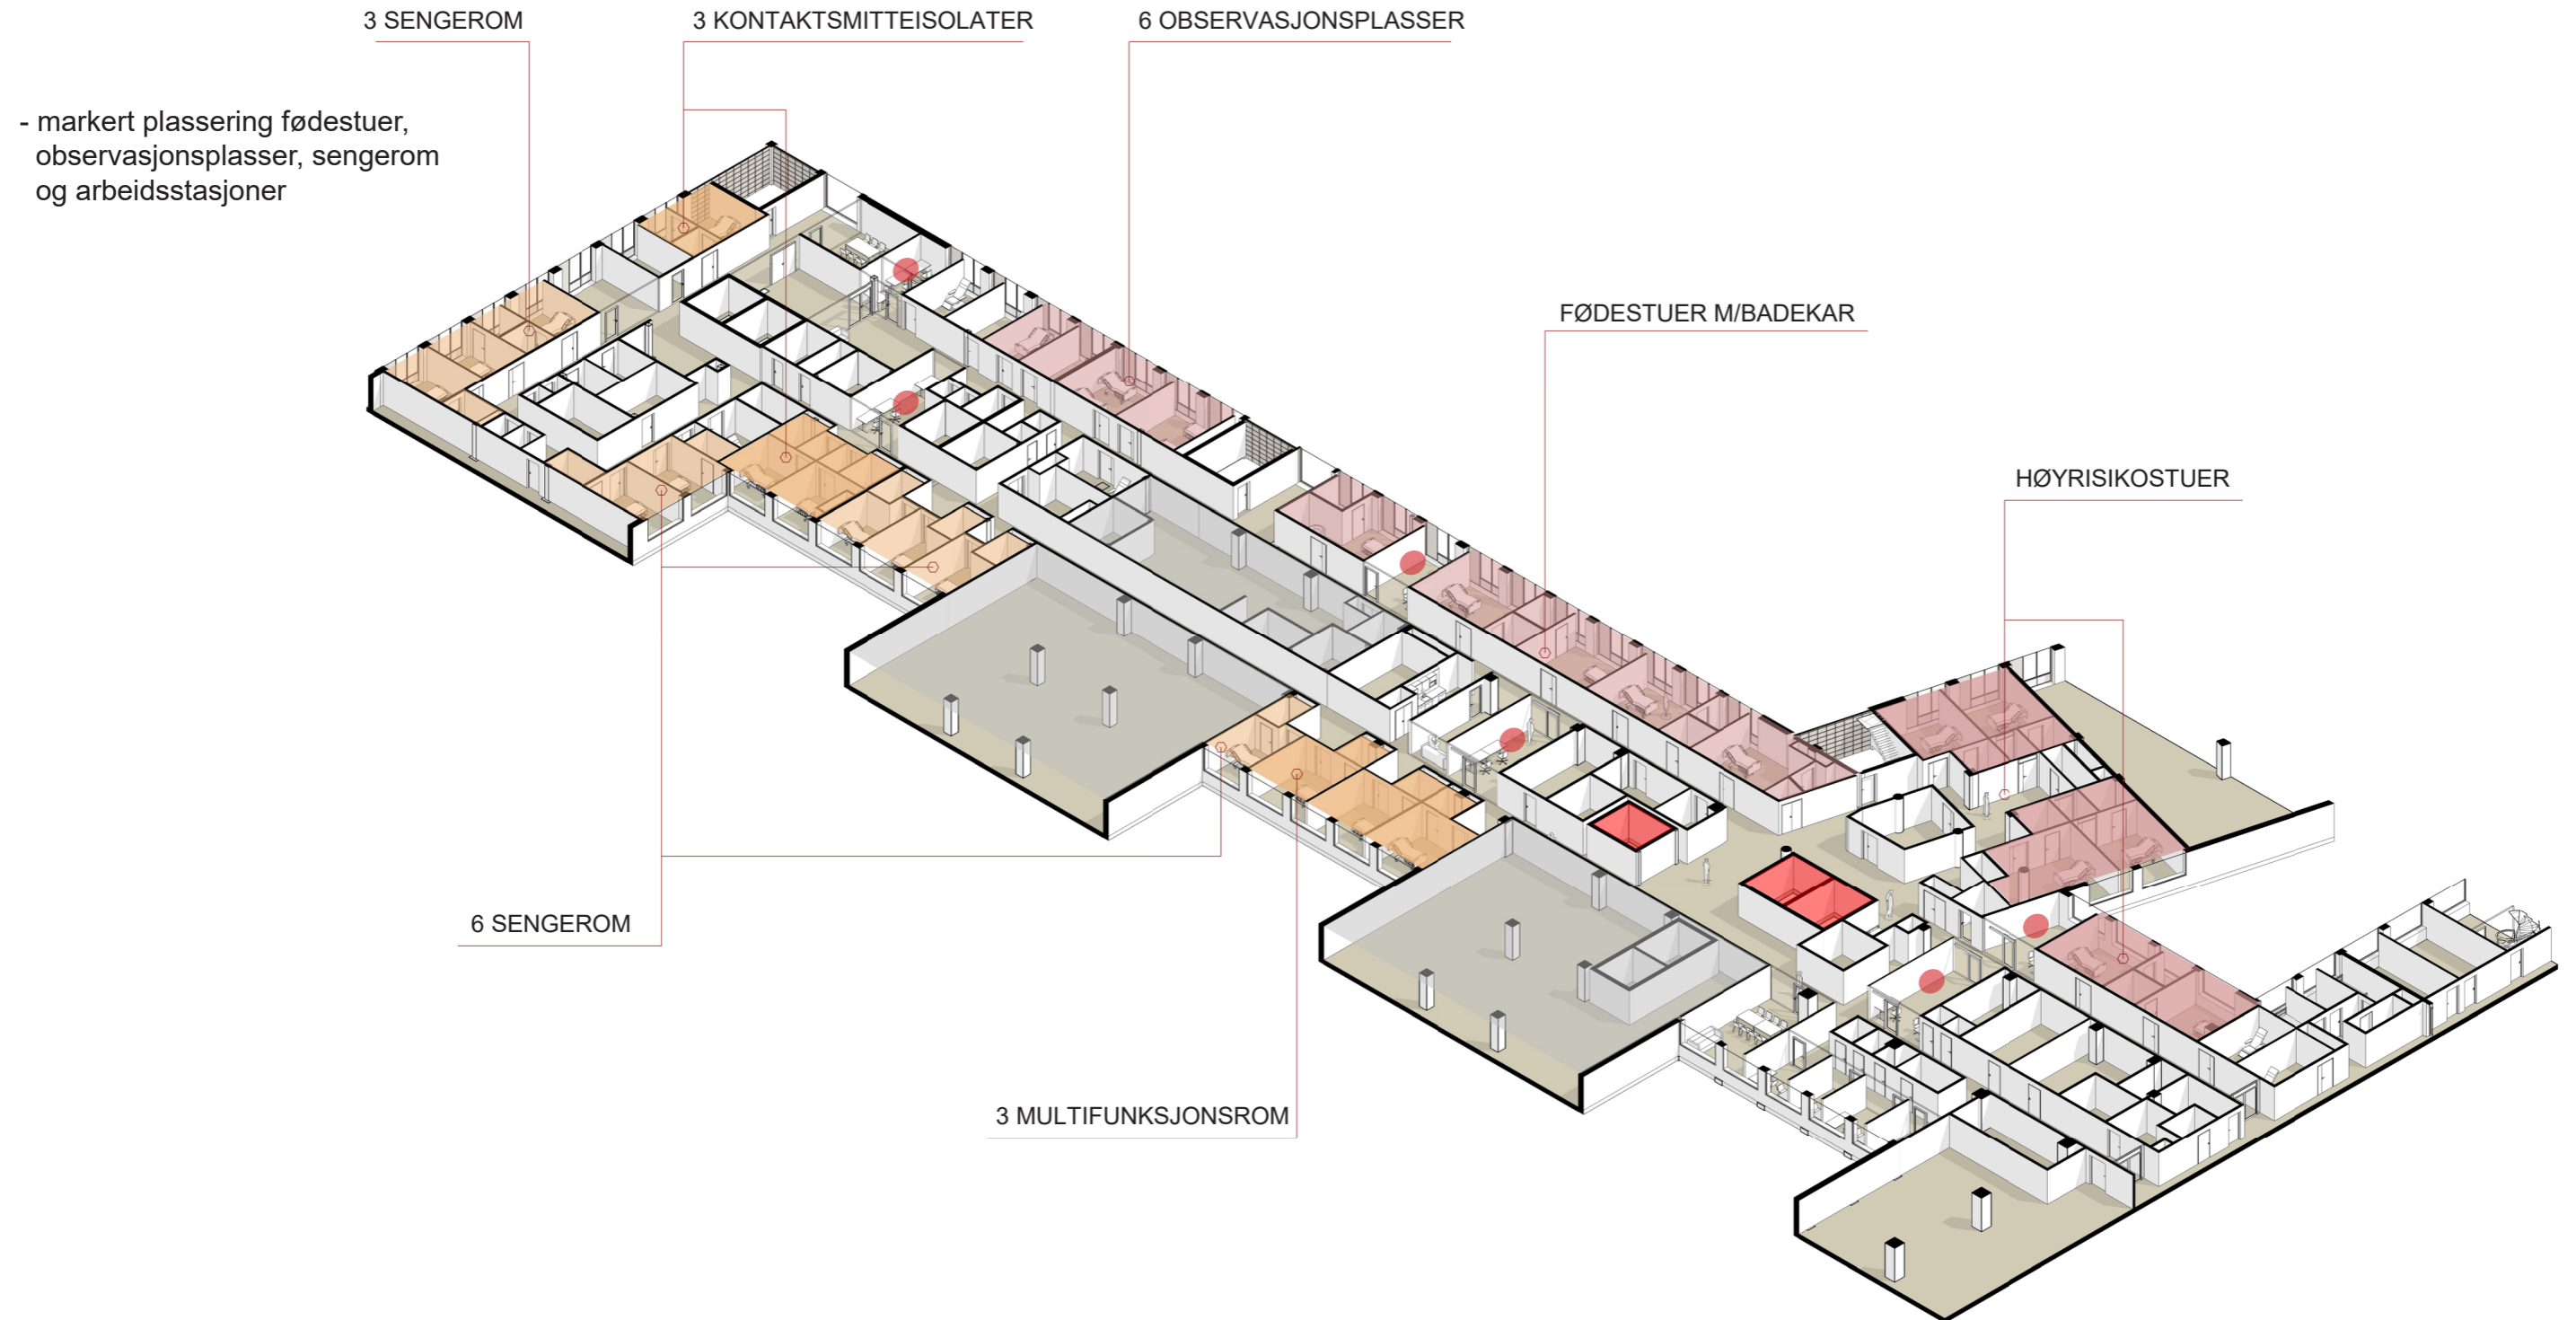 3 SENGEROM
3 KONTAKTSMITTEISOLATER
6 OBSERVASJONSPLASSER
- markert plassering fødestuer,
observasjonsplasser, sengerom
og arbeidsstasjoner
FØDESTUER M/BADEKAR
HØYRISIKOSTUER
6 SENGEROM
3 MULTIFUNKSJONSROM